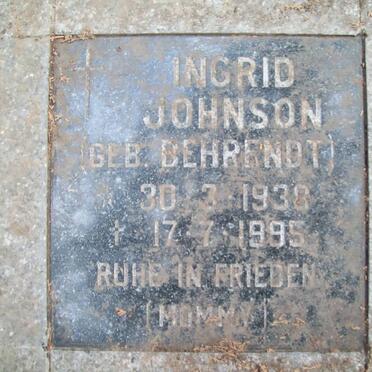 INGRID
JOHNSON
(GEB. BEHRENDT)
* 30-3-1938
† 17-7-1995
RUHE IN FRIEDEN
(MOMMY)